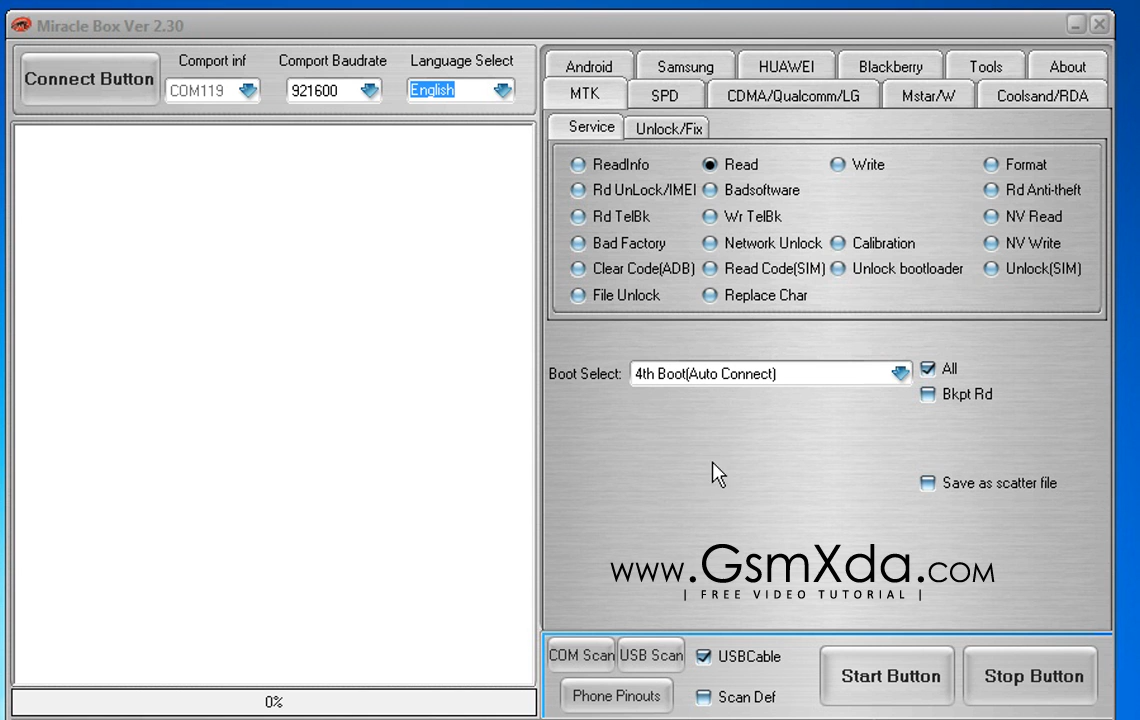 Miracle Box Ver 2.30
Connect Button
Comport inf
Comport Baudrate
Language Select
COM119
921600
English
Android Samsung HUAWEI Blackberry Tools About
MTK SPD CDMA/Qualcomm/LG Mstar/W Coolsand/RDA
Service Unlock/Fix
ReadInfo Read Write Format
Rd UnLock/IMEI Badsoftware Rd Anti-theft
Rd TelBk Wr TelBk NV Read
Bad Factory Network Unlock Calibration NV Write
Clear Code(ADB) Read Code(SIM) Unlock bootloader Unlock(SIM)
File Unlock Replace Char
Boot Select: 4th Boot(Auto Connect) All
Bkpt Rd
Save as scatter file
www.GsmXda.com
| FREE VIDEO TUTORIAL |
COM Scan USB Scan USBCable
Start Button Stop Button
Phone Pinouts Scan Def
0%